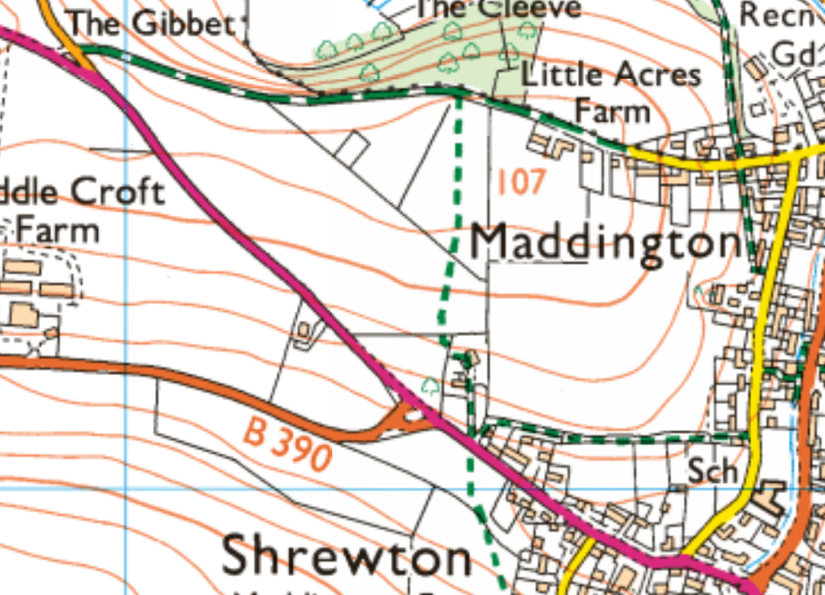 The Gibbet
The Cleeve
Recn
Gd
Little Acres
Farm
107
ddle Croft
Farm
Maddington
B 390
Sch
Shrewton